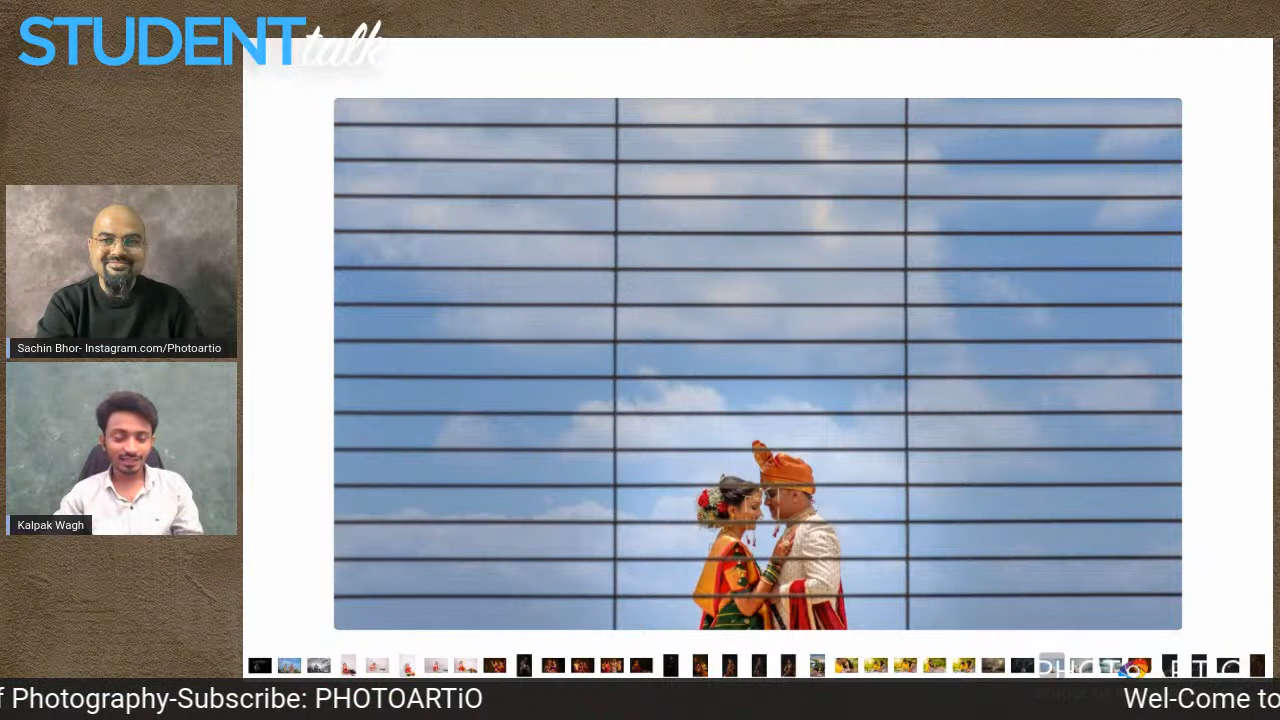 STUDENT talk
Sachin Bhor- Instagram.com/Photoartio
Kalpak Wagh
f Photography-Subscribe: PHOTOARTiO
Wel-Come to